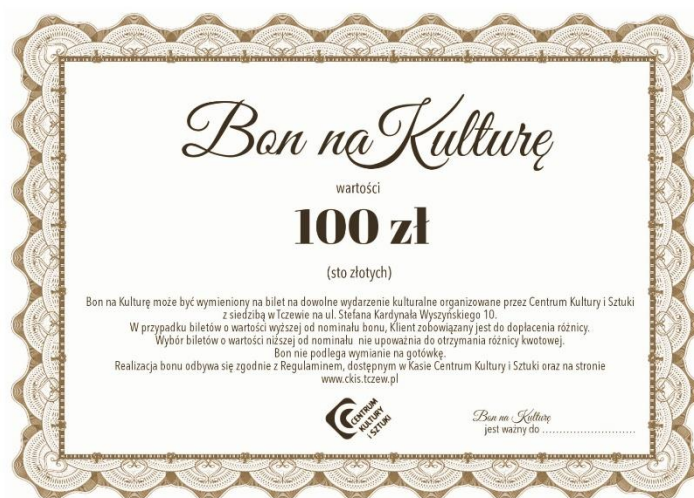 Bon na Kulturę
wartości
100 zł
(sto złotych)
Bon na Kulturę może być wymieniony na bilet na dowolne wydarzenie kulturalne organizowane przez Centrum Kultury i Sztuki
z siedzibą w Tczewie na ul. Stefana Kardynała Wyszyńskiego 10.
W przypadku biletów o wartości wyższej od nominału bonu, Klient zobowiązany jest do dopłacenia różnicy.
Wybór biletów o wartości niższej od nominału nie upoważnia do otrzymania różnicy kwotowej.
Bon nie podlega wymianie na gotówkę.
Realizacja bonu odbywa się zgodnie z Regulaminem, dostępnym w Kasie Centrum Kultury i Sztuki oraz na stronie
www.ckis.tczew.pl
CENTRUM
KULTURY
I SZTUKI
Bon na Kulturę
jest ważny do ............................